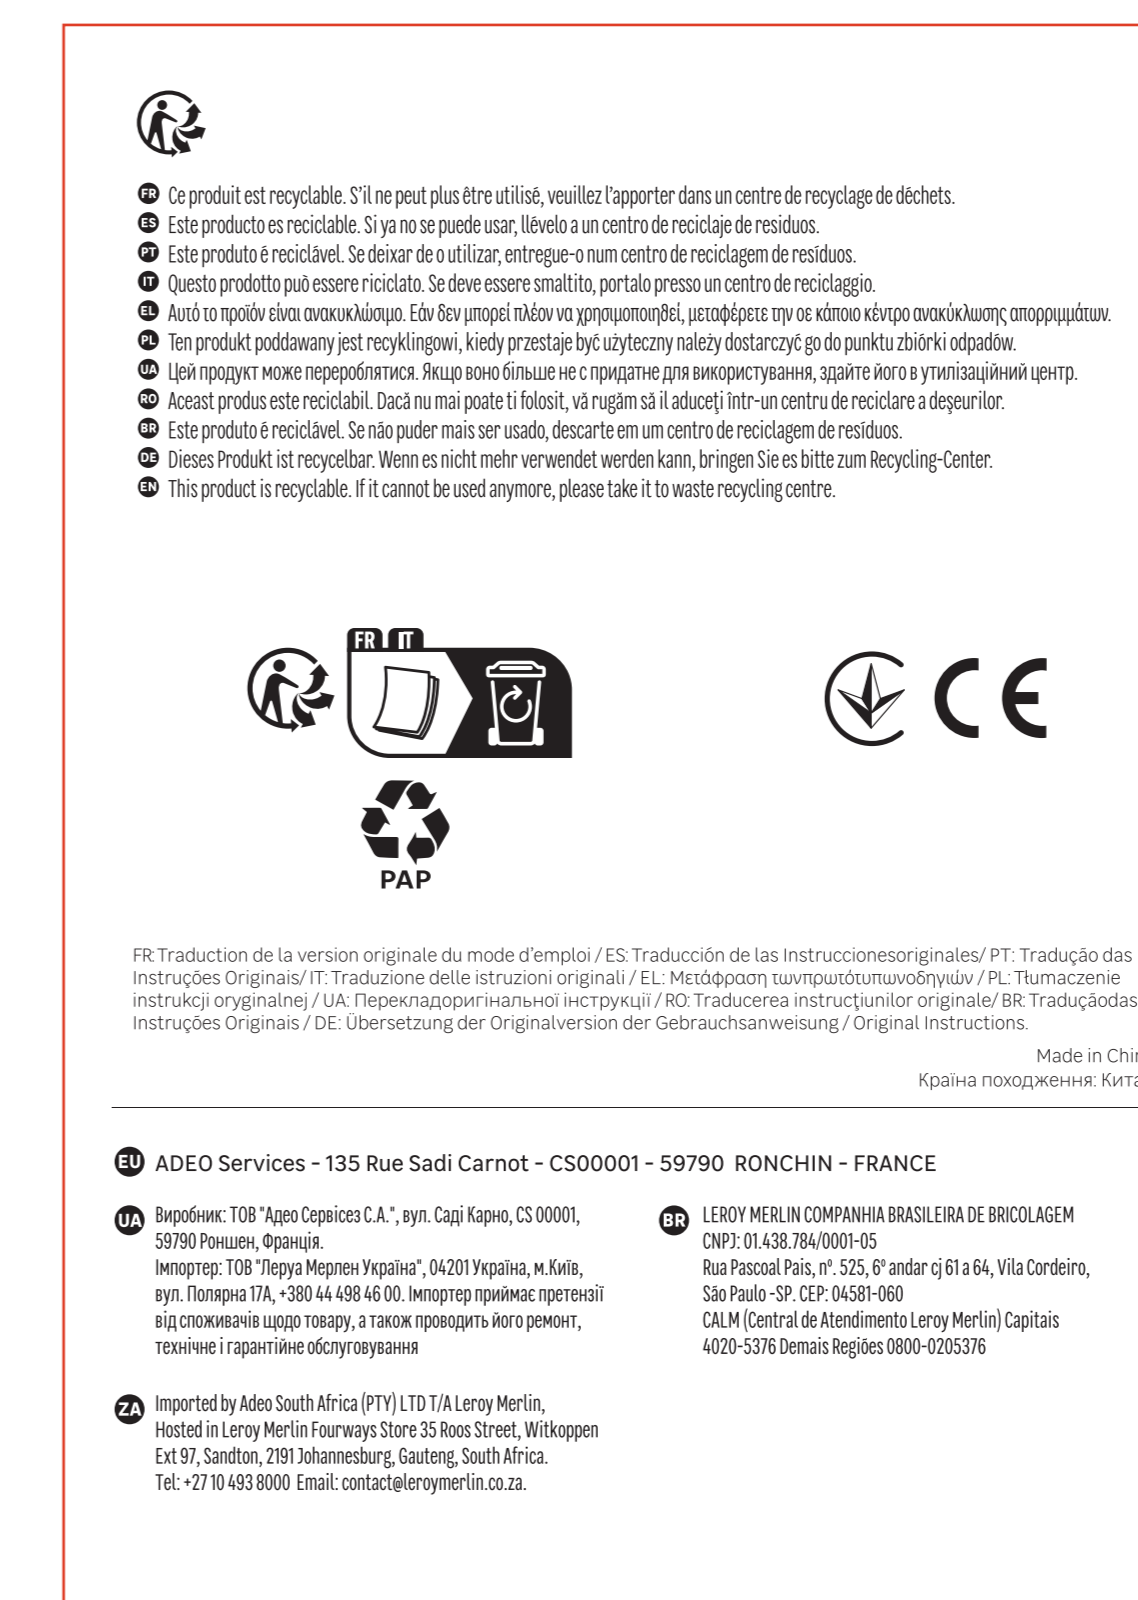 FR Ce produit est recyclable. S’il ne peut plus être utilisé, veuillez l’apporter dans un centre de recyclage de déchets.
ES Este producto es reciclable. Si ya no se puede usar, llévelo a un centro de reciclaje de residuos.
PT Este produto é reciclável. Se deixar de o utilizar, entregue-o num centro de reciclagem de resíduos.
IT Questo prodotto può essere riciclato. Se deve essere smaltito, portalo presso un centro de reciclaggio.
EL Αυτό το προϊόν είναι ανακυκλώσιμο. Εάν δεν μπορεί πλέον να χρησιμοποιηθεί, μεταφέρετε την οε κάποιο κέντρο ανακύκλωσης απορριμμάτων.
PL Ten produkt poddawany jest recyklingowi, kiedy przestaje być użyteczny należy dostarczyć go do punktu zbiórki odpadów.
UA Цей продукт може перероблятися. Якщо воно більше не с придатне для використування, здайте його в утилізаційний центр.
RO Aceast produs este reciclabil. Dacă nu mai poate ti folosit, vă rugăm să il aduceți într-un centru de reciclare a deșeurilor.
BR Este produto é reciclável. Se não puder mais ser usado, descarte em um centro de reciclagem de resíduos.
DE Dieses Produkt ist recycelbar. Wenn es nicht mehr verwendet werden kann, bringen Sie es bitte zum Recycling-Center.
EN This product is recyclable. If it cannot be used anymore, please take it to waste recycling centre.
FR IT
CE
PAP
FR: Traduction de la version originale du mode d’emploi / ES: Traducción de las Instruccionesoriginales/ PT: Tradução das
Instruções Originais/ IT: Traduzione delle istruzioni originali / EL: Μετάφραση τωνπρωτότυπωνοδηγιών / PL: Tłumaczenie
instrukcji oryginalnej / UA: Перекладоригінальної інструкції / RO: Traducerea instrucțiunilor originale/ BR: Traduçãodas
Instruções Originais / DE: Übersetzung der Originalversion der Gebrauchsanweisung / Original Instructions.
Made in Chin
Країна походження: Кита
EU ADEO Services - 135 Rue Sadi Carnot - CS00001 - 59790 RONCHIN - FRANCE
UA Виробник: ТОВ "Адео Сервісез С.А.", вул. Саді Карно, CS 00001,
59790 Роншен, Франція.
Імпортер: ТОВ "Леруа Мерлен Україна", 04201 Україна, м.Київ,
вул. Полярна 17А, +380 44 498 46 00. Імпортер приймає претензії
від споживачів щодо товару, а також проводить його ремонт,
технічне і гарантійне обслуговування
BR LEROY MERLIN COMPANHIA BRASILEIRA DE BRICOLAGEM
CNPJ: 01.438.784/0001-05
Rua Pascoal Pais, nº. 525, 6º andar cj 61 a 64, Vila Cordeiro,
São Paulo -SP. CEP: 04581-060
CALM (Central de Atendimento Leroy Merlin) Capitais
4020-5376 Demais Regiões 0800-0205376
ZA Imported by Adeo South Africa (PTY) LTD T/A Leroy Merlin,
Hosted in Leroy Merlin Fourways Store 35 Roos Street, Witkoppen
Ext 97, Sandton, 2191 Johannesburg, Gauteng, South Africa.
Tel: +27 10 493 8000 Email: contact@leroymerlin.co.za.